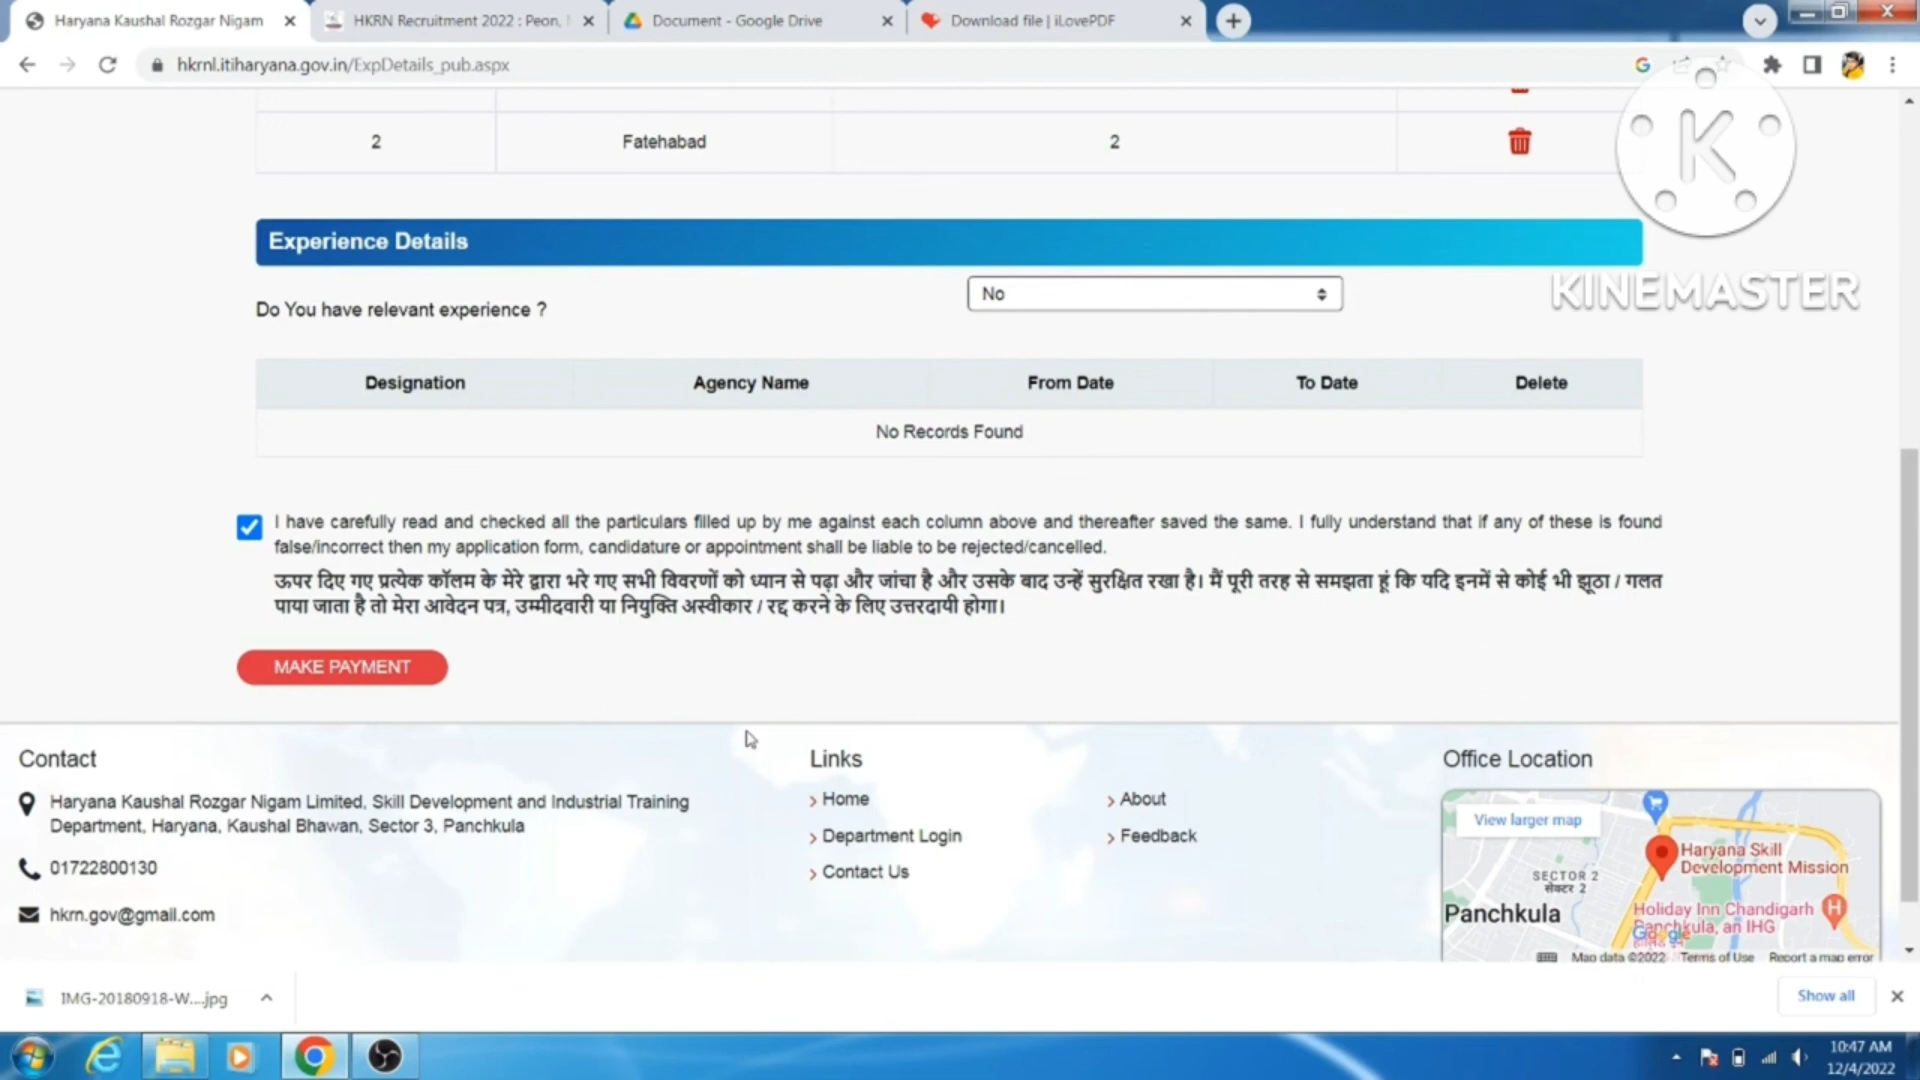 Haryana Kaushal Rozgar Nigam
HKRN Recruitment 2022 : Peon,
Document - Google Drive
Download file | iLovePDF
hkrnl.itiharyana.gov.in/ExpDetails_pub.aspx
2 Fatehabad 2
K
KINEMASTER
Experience Details
Do You have relevant experience ?
No
Designation Agency Name From Date To Date Delete
No Records Found
I have carefully read and checked all the particulars filled up by me against each column above and thereafter saved the same. I fully understand that if any of these is found
false/incorrect then my application form, candidature or appointment shall be liable to be rejected/cancelled.
ऊपर दिए गए प्रत्येक कॉलम के मेरे द्वारा भरे गए सभी विवरणों को ध्यान से पढ़ा और जांचा है और उसके बाद उन्हें सुरक्षित रखा है। मैं पूरी तरह से समझता हूं कि यदि इनमें से कोई भी झूठा / गलत
पाया जाता है तो मेरा आवेदन पत्र, उम्मीदवारी या नियुक्ति अस्वीकार / रद्द करने के लिए उत्तरदायी होगा।
MAKE PAYMENT
Contact
Haryana Kaushal Rozgar Nigam Limited, Skill Development and Industrial Training
Department, Haryana, Kaushal Bhawan, Sector 3, Panchkula
01722800130
hkrn.gov@gmail.com
Links
Home
Department Login
Contact Us
About
Feedback
Office Location
View larger map
Haryana Skill
Development Mission
SECTOR 2
सेक्टर 2
Panchkula
Holiday Inn Chandigarh
Panchkula, an IHG
Google
Map data ©2022 Terms of Use Report a map error
IMG-20180918-W....jpg
Show all
10:47 AM
12/4/2022